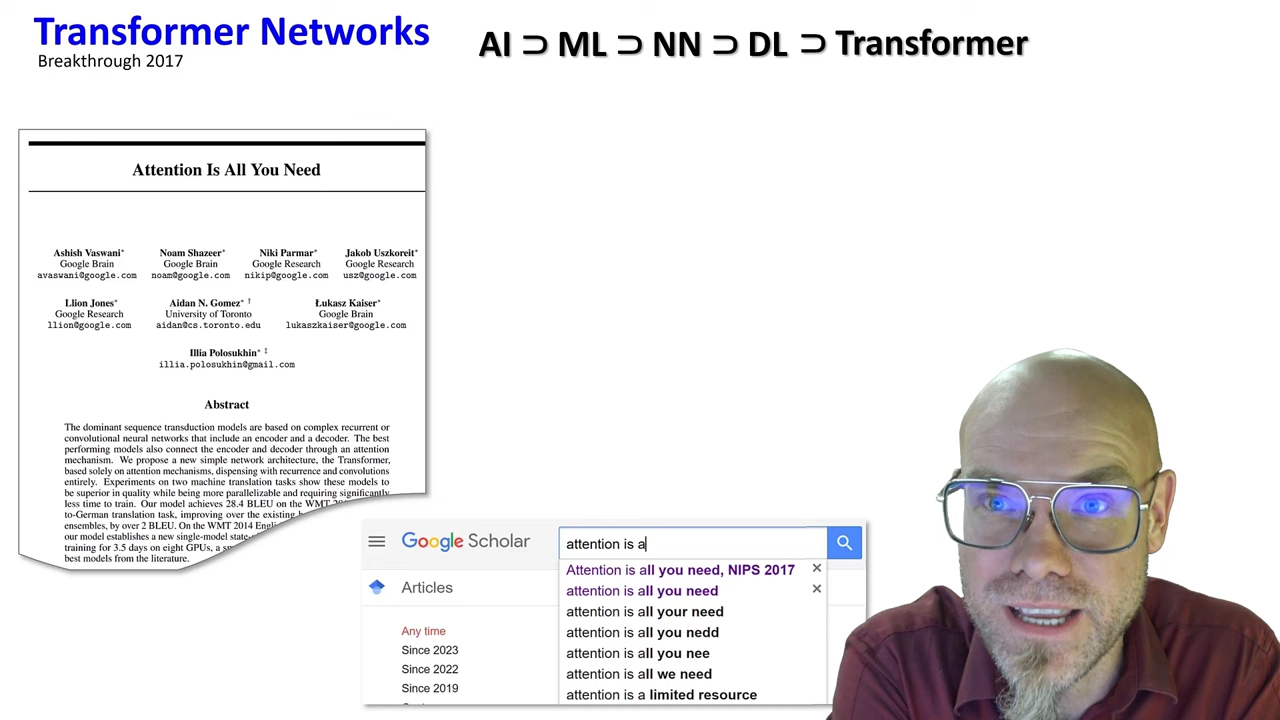 Transformer Networks
Breakthrough 2017
AI ⊃ ML ⊃ NN ⊃ DL ⊃ Transformer
Attention Is All You Need
Ashish Vaswani* Noam Shazeer* Niki Parmar* Jakob Uszkoreit*
Google Brain Google Brain Google Research Google Research
avaswani@google.com noam@google.com nikip@google.com usz@google.com
Llion Jones* Aidan N. Gomez* † Łukasz Kaiser*
Google Research University of Toronto Google Brain
llion@google.com aidan@cs.toronto.edu lukaszkaiser@google.com
Illia Polosukhin* ‡
illia.polosukhin@gmail.com
Abstract
The dominant sequence transduction models are based on complex recurrent or
convolutional neural networks that include an encoder and a decoder. The best
performing models also connect the encoder and decoder through an attention
mechanism. We propose a new simple network architecture, the Transformer,
based solely on attention mechanisms, dispensing with recurrence and convolutions
entirely. Experiments on two machine translation tasks show these models to
be superior in quality while being more parallelizable and requiring significantly
less time to train. Our model achieves 28.4 BLEU on the WMT
to-German translation task, improving over the existing
ensembles, by over 2 BLEU. On the WMT 2014
our model establishes a new single-model
training for 3.5 days on eight GPUs, a
best models from the literature.
Google Scholar
attention is a
Attention is all you need, NIPS 2017 ×
attention is all you need ×
attention is all your need
attention is all you nedd
attention is all you nee
attention is all we need
attention is a limited resource
Articles
Any time
Since 2023
Since 2022
Since 2019